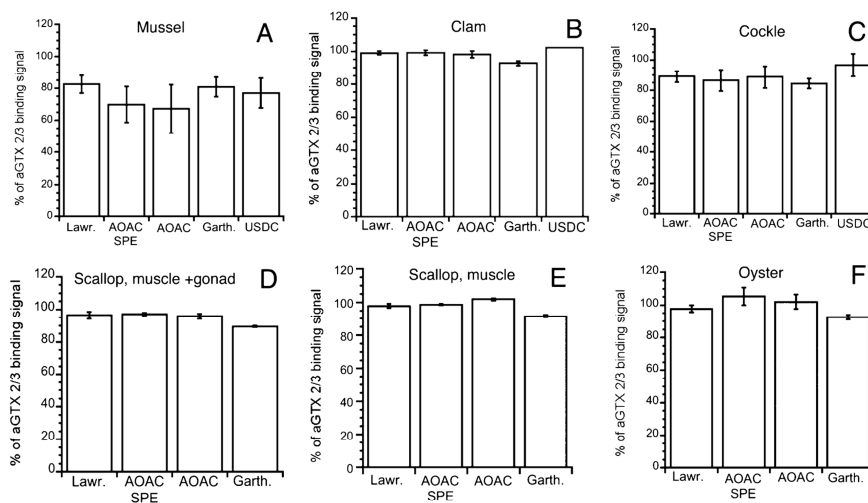 Mussel
A
% of aGTX 2/3 binding signal
120
100
80
60
40
20
0
Lawr.
AOAC
SPE
AOAC
Garth.
USDC
Clam
B
% of aGTX 2/3 binding signal
120
100
80
60
40
20
0
Lawr.
AOAC
SPE
AOAC
Garth.
USDC
Cockle
C
% of aGTX 2/3 binding signal
120
100
80
60
40
20
0
Lawr.
AOAC
SPE
AOAC
Garth.
USDC
Scallop, muscle +gonad
D
% of aGTX 2/3 binding signal
120
100
80
60
40
20
0
Lawr.
AOAC
SPE
AOAC
Garth.
Scallop, muscle
E
% of aGTX 2/3 binding signal
120
100
80
60
40
20
0
Lawr.
AOAC
SPE
AOAC
Garth.
Oyster
F
% of aGTX 2/3 binding signal
120
100
80
60
40
20
0
Lawr.
AOAC
SPE
AOAC
Garth.